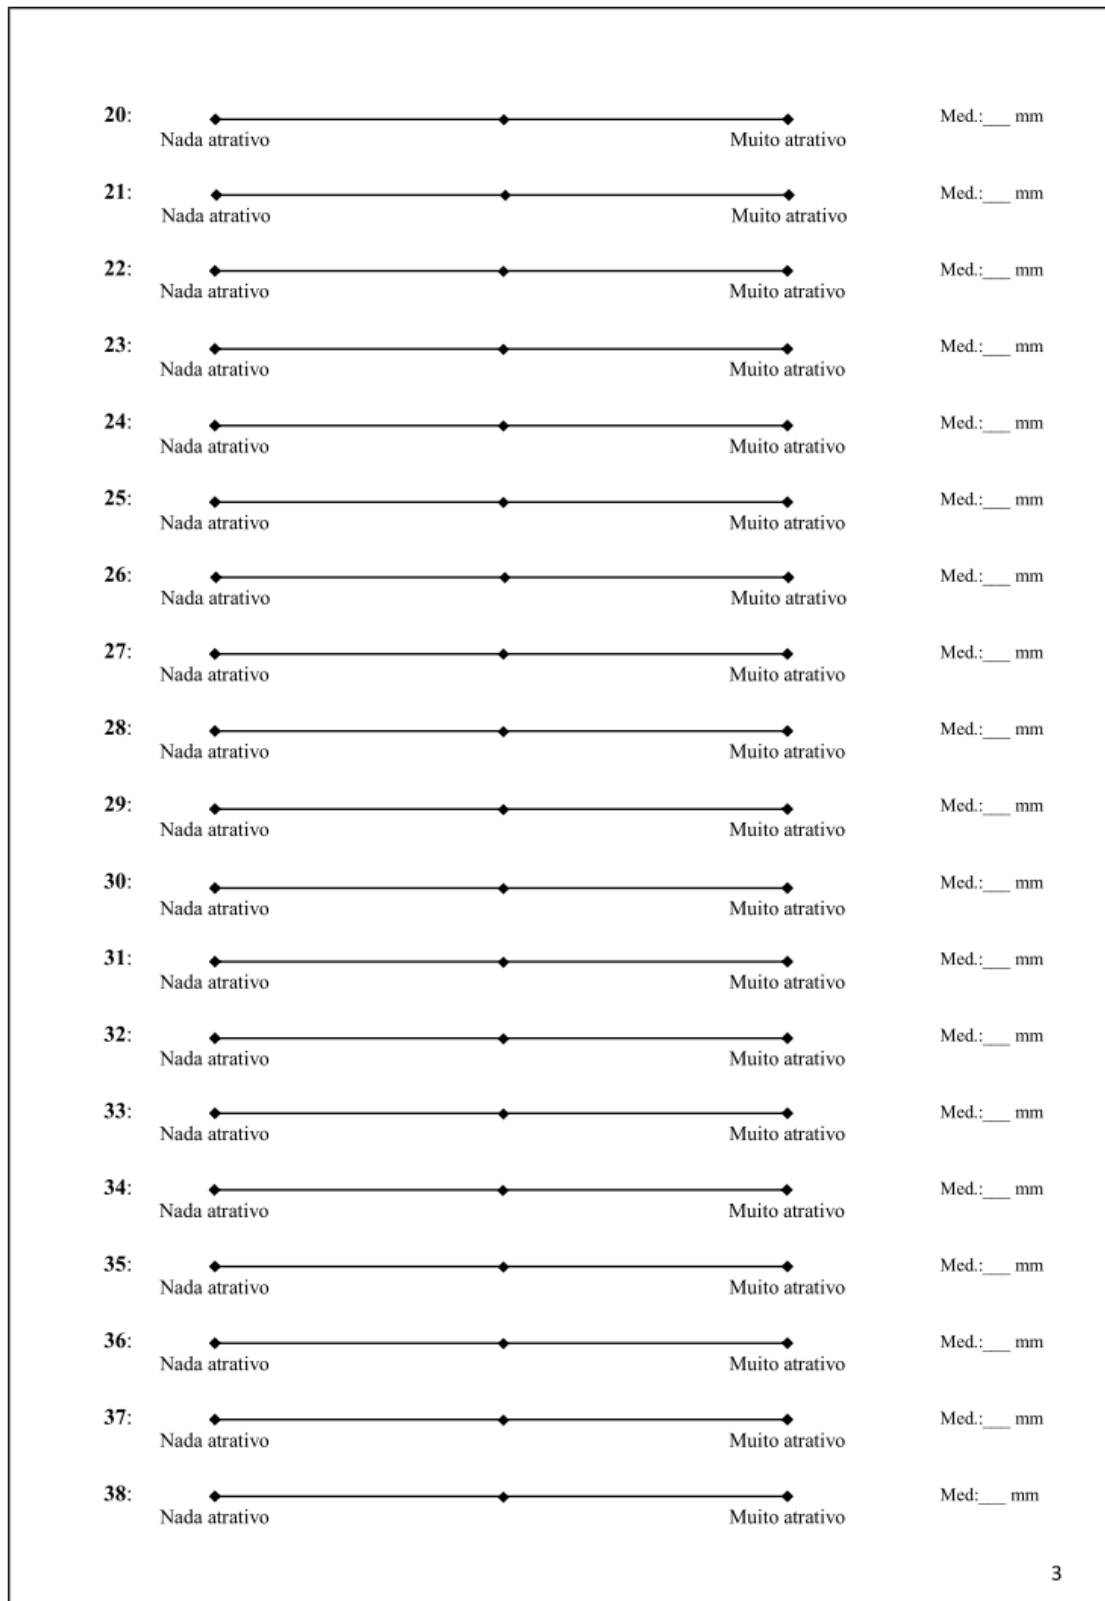 20: Med.:___ mm
Nada atrativo Muito atrativo
21: Med.:___ mm
Nada atrativo Muito atrativo
22: Med.:___ mm
Nada atrativo Muito atrativo
23: Med.:___ mm
Nada atrativo Muito atrativo
24: Med.:___ mm
Nada atrativo Muito atrativo
25: Med.:___ mm
Nada atrativo Muito atrativo
26: Med.:___ mm
Nada atrativo Muito atrativo
27: Med.:___ mm
Nada atrativo Muito atrativo
28: Med.:___ mm
Nada atrativo Muito atrativo
29: Med.:___ mm
Nada atrativo Muito atrativo
30: Med.:___ mm
Nada atrativo Muito atrativo
31: Med.:___ mm
Nada atrativo Muito atrativo
32: Med.:___ mm
Nada atrativo Muito atrativo
33: Med.:___ mm
Nada atrativo Muito atrativo
34: Med.:___ mm
Nada atrativo Muito atrativo
35: Med.:___ mm
Nada atrativo Muito atrativo
36: Med.:___ mm
Nada atrativo Muito atrativo
37: Med.:___ mm
Nada atrativo Muito atrativo
38: Med:___ mm
Nada atrativo Muito atrativo
3